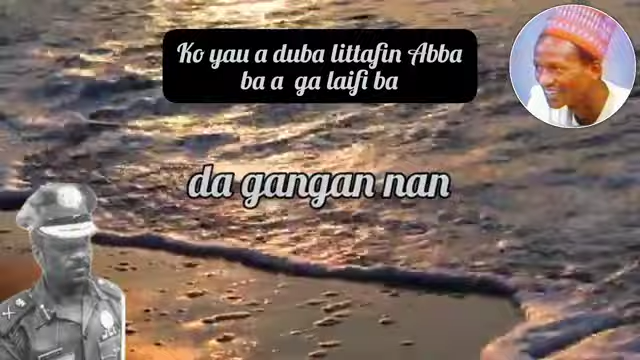 Ko yau a duba littafin Abba
ba a ga laifi ba
da gangan nan